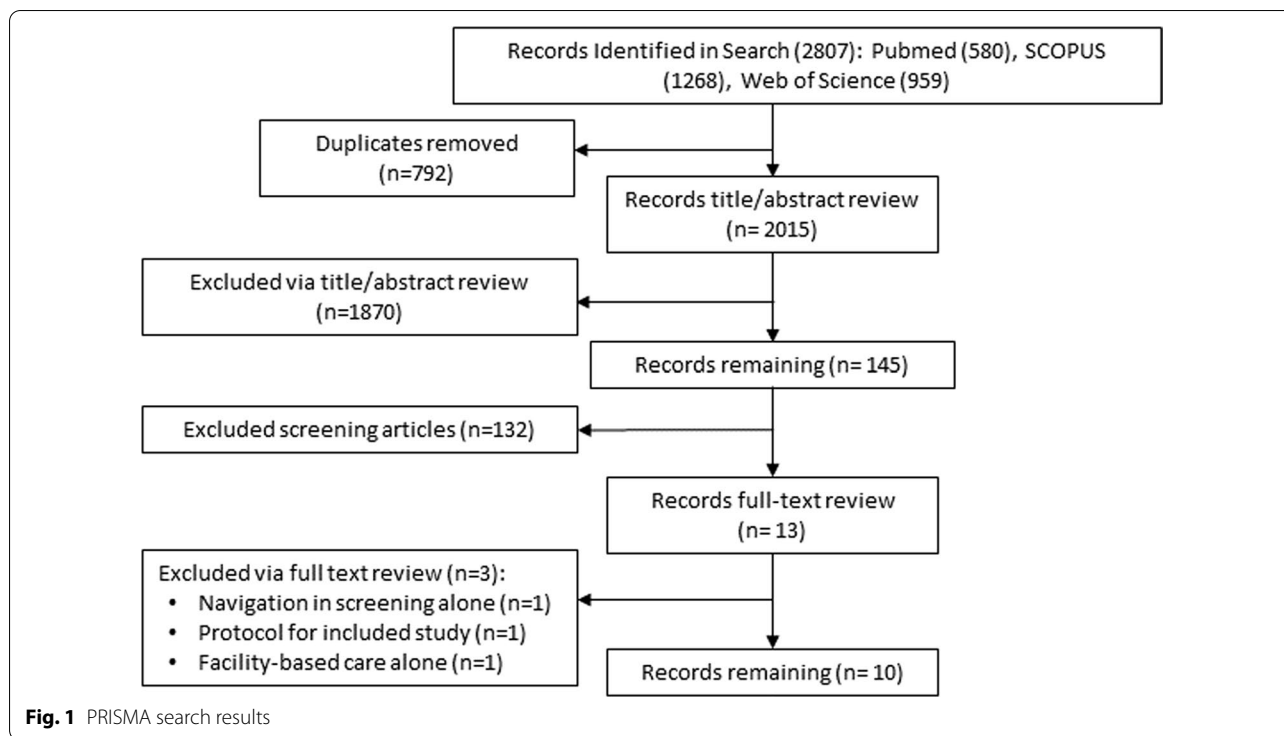 Records Identified in Search (2807): Pubmed (580), SCOPUS
(1268), Web of Science (959)
Duplicates removed
(n=792)
Records title/abstract review
(n= 2015)
Excluded via title/abstract review
(n=1870)
Records remaining (n= 145)
Excluded screening articles (n=132)
Records full-text review
(n= 13)
Excluded via full text review (n=3):
• Navigation in screening alone (n=1)
• Protocol for included study (n=1)
• Facility-based care alone (n=1)
Records remaining (n= 10)
Fig. 1 PRISMA search results